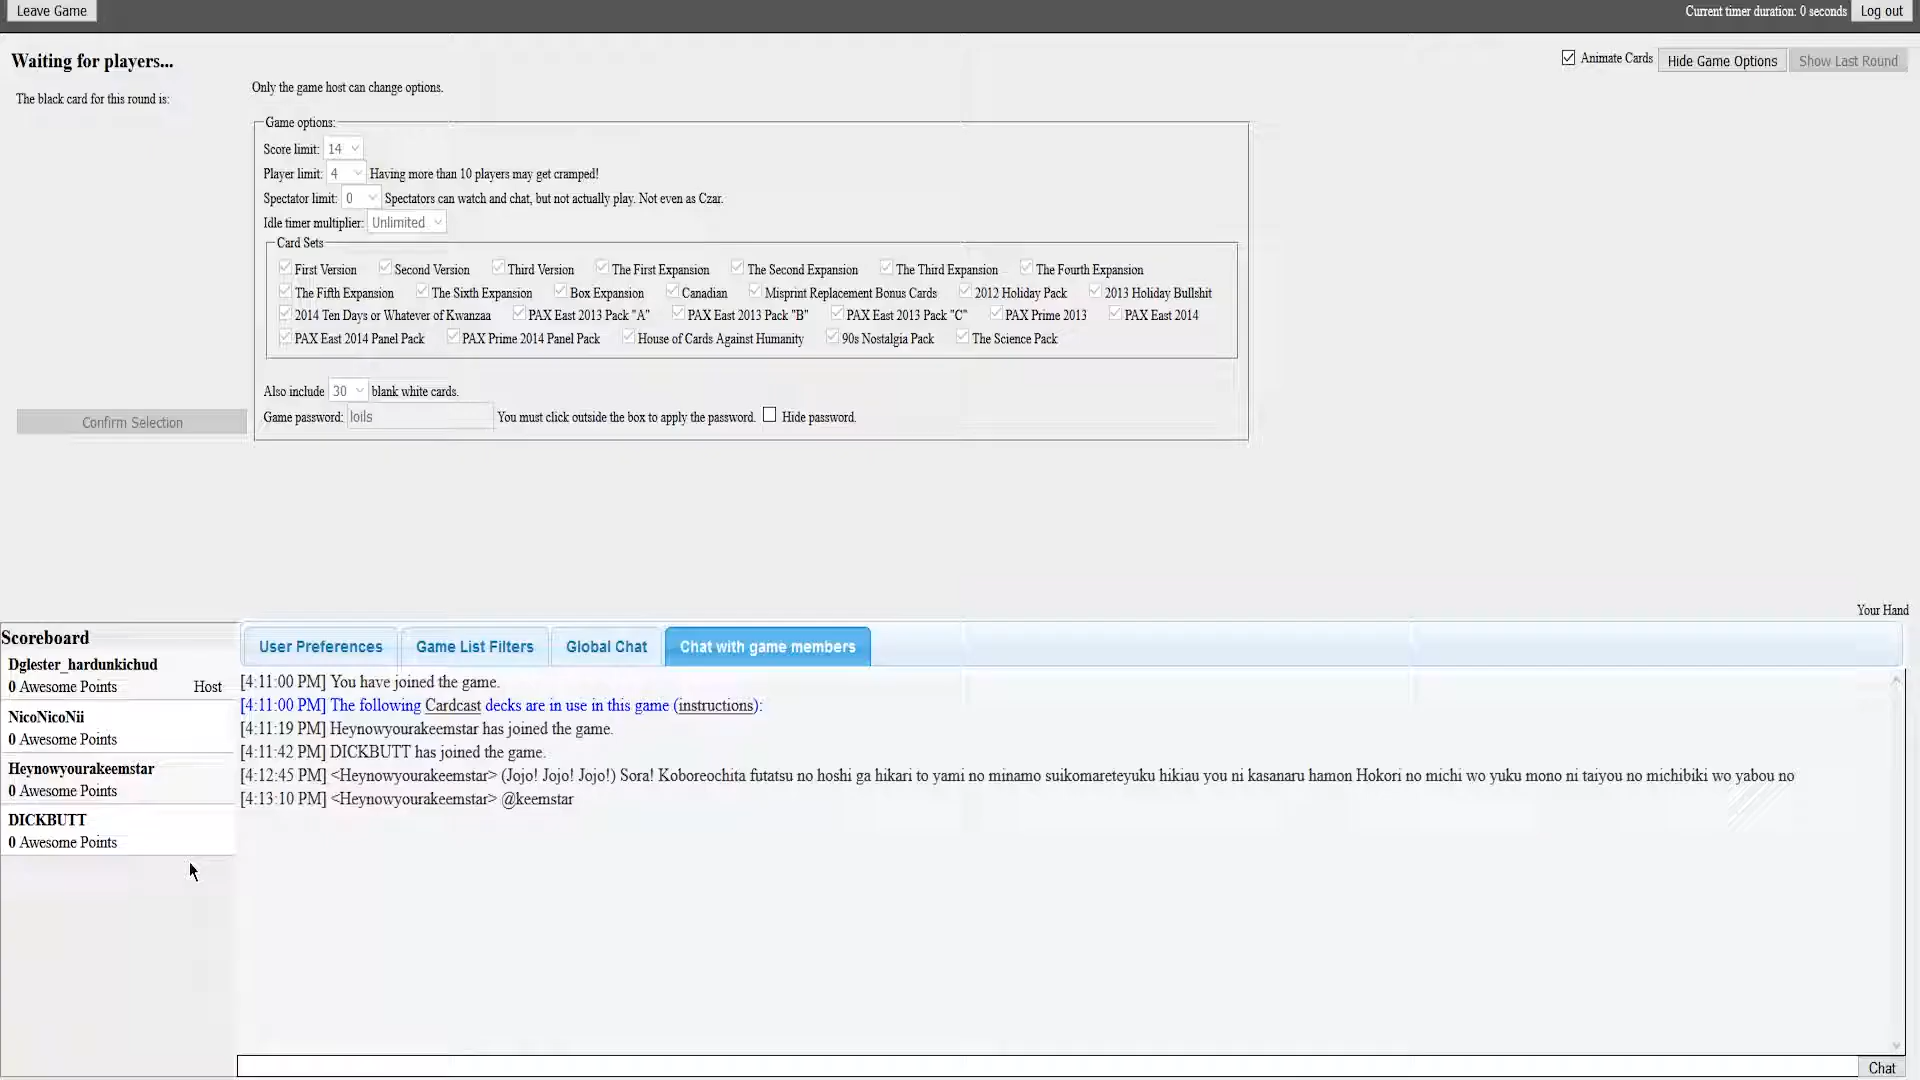 Leave Game
Current timer duration: 0 seconds Log out
Waiting for players...
Animate Cards Hide Game Options Show Last Round
The black card for this round is:
Only the game host can change options.
Game options:
Score limit: 14
Player limit: 4 Having more than 10 players may get cramped!
Spectator limit: 0 Spectators can watch and chat, but not actually play. Not even as Czar.
Idle timer multiplier: Unlimited
Card Sets
First Version Second Version Third Version The First Expansion The Second Expansion The Third Expansion The Fourth Expansion
The Fifth Expansion The Sixth Expansion Box Expansion Canadian Misprint Replacement Bonus Cards 2012 Holiday Pack 2013 Holiday Bullshit
2014 Ten Days or Whatever of Kwanzaa PAX East 2013 Pack "A" PAX East 2013 Pack "B" PAX East 2013 Pack "C" PAX Prime 2013 PAX East 2014
PAX East 2014 Panel Pack PAX Prime 2014 Panel Pack House of Cards Against Humanity 90s Nostalgia Pack The Science Pack
Also include 30 blank white cards.
Game password: loils You must click outside the box to apply the password. Hide password.
Confirm Selection
Your Hand
Scoreboard
Dglester_hardunkichud
0 Awesome Points Host
NicoNicoNii
0 Awesome Points
Heynowyourakeemstar
0 Awesome Points
DICKBUTT
0 Awesome Points
User Preferences Game List Filters Global Chat Chat with game members
[4:11:00 PM] You have joined the game.
[4:11:00 PM] The following Cardcast decks are in use in this game (instructions):
[4:11:19 PM] Heynowyourakeemstar has joined the game.
[4:11:42 PM] DICKBUTT has joined the game.
[4:12:45 PM] <Heynowyourakeemstar> (Jojo! Jojo! Jojo!) Sora! Koboreochita futatsu no hoshi ga hikari to yami no minamo suikomareteyuku hikiau you ni kasanaru hamon Hokori no michi wo yuku mono ni taiyou no michibiki wo yabou no
[4:13:10 PM] <Heynowyourakeemstar> @keemstar
Chat